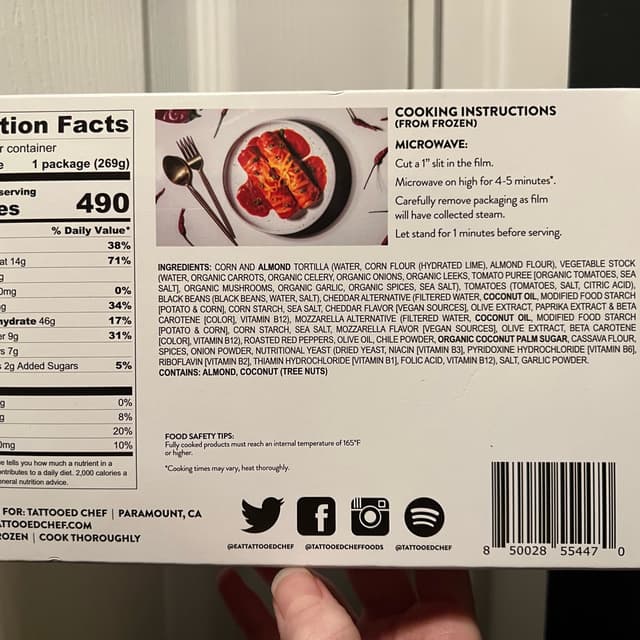 tion Facts
r container
e 1 package (269g)
serving
es 490
% Daily Value*
38%
at 14g 71%
g
0mg 0%
g 34%
hydrate 46g 17%
er 9g 31%
s 7g
s 2g Added Sugars 5%
g 0%
g 8%
20%
0mg 10%
e tells you how much a nutrient in a
ntributes to a daily diet. 2,000 calories a
eneral nutrition advice.
FOR: TATTOOED CHEF | PARAMOUNT, CA
ATTOOEDCHEF.COM
ROZEN | COOK THOROUGHLY
COOKING INSTRUCTIONS
(FROM FROZEN)
MICROWAVE:
Cut a 1" slit in the film.
Microwave on high for 4-5 minutes*.
Carefully remove packaging as film
will have collected steam.
Let stand for 1 minutes before serving.
INGREDIENTS: CORN AND ALMOND TORTILLA (WATER, CORN FLOUR (HYDRATED LIME), ALMOND FLOUR), VEGETABLE STOCK
(WATER, ORGANIC CARROTS, ORGANIC CELERY, ORGANIC ONIONS, ORGANIC LEEKS, TOMATO PUREE [ORGANIC TOMATOES, SEA
SALT], ORGANIC MUSHROOMS, ORGANIC GARLIC, ORGANIC SPICES, SEA SALT), TOMATOES (TOMATOES, SALT, CITRIC ACID),
BLACK BEANS (BLACK BEANS, WATER, SALT), CHEDDAR ALTERNATIVE (FILTERED WATER, COCONUT OIL, MODIFIED FOOD STARCH
[POTATO & CORN], CORN STARCH, SEA SALT, CHEDDAR FLAVOR [VEGAN SOURCES], OLIVE EXTRACT, PAPRIKA EXTRACT & BETA
CAROTENE [COLOR], VITAMIN B12), MOZZARELLA ALTERNATIVE (FILTERED WATER, COCONUT OIL, MODIFIED FOOD STARCH
[POTATO & CORN], CORN STARCH, SEA SALT, MOZZARELLA FLAVOR [VEGAN SOURCES], OLIVE EXTRACT, BETA CAROTENE
[COLOR], VITAMIN B12), ROASTED RED PEPPERS, OLIVE OIL, CHILE POWDER, ORGANIC COCONUT PALM SUGAR, CASSAVA FLOUR,
SPICES, ONION POWDER, NUTRITIONAL YEAST (DRIED YEAST, NIACIN [VITAMIN B3], PYRIDOXINE HYDROCHLORIDE [VITAMIN B6],
RIBOFLAVIN [VITAMIN B2], THIAMIN HYDROCHLORIDE [VITAMIN B1], FOLIC ACID, VITAMIN B12), SALT, GARLIC POWDER.
CONTAINS: ALMOND, COCONUT (TREE NUTS)
FOOD SAFETY TIPS:
Fully cooked products must reach an internal temperature of 165°F
or higher.
*Cooking times may vary, heat thoroughly.
@EATTATTOOEDCHEF @TATTOOEDCHEFFOODS @TATTOOEDCHEF
8 50028 55447 0